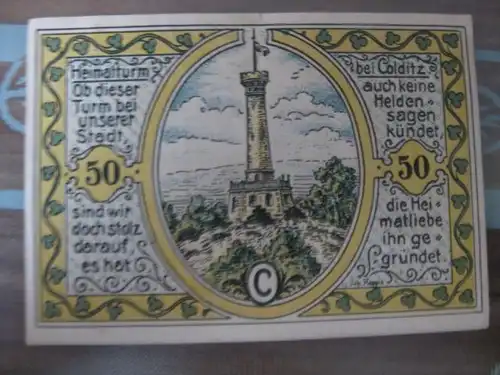 Heimatturm
Ob dieser
Turm bei
unserer
Stadt,
50
sind wir
doch stolz
darauf,
es hat
bei Colditz
auch keine
Helden-
sagen
kündet,
50
die Hei-
matliebe
ihn ge-
gründet.
C